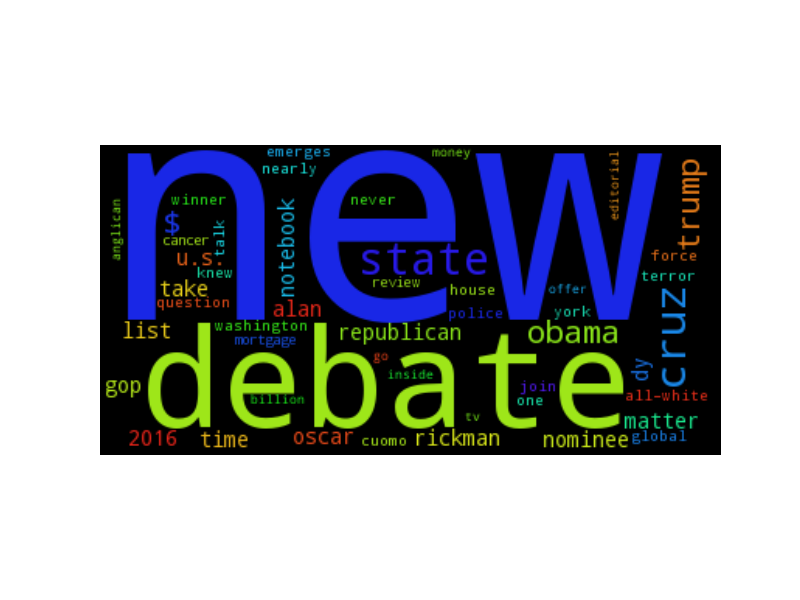 new
debate
emerges
nearly
money
editorial
trump
anglican
winner
$
cancer
talk
u.s.
knew
take
question
notebook
never
state
review
house
offer
force
terror
alan
police
york
cruz
list
washington
mortgage
republican
obama
go
inside
dy
gop
billion
join
one
all-white
tv
matter
2016
time
oscar
cuomo
rickman
nominee
global